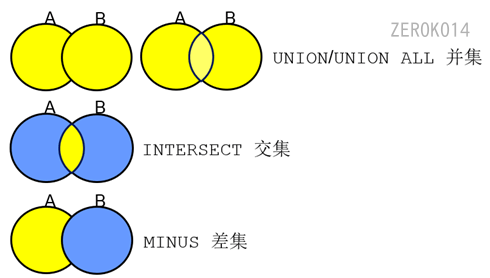 A B A B ZEROK014
UNION/UNION ALL 并集
A B
INTERSECT 交集
A B
MINUS 差集